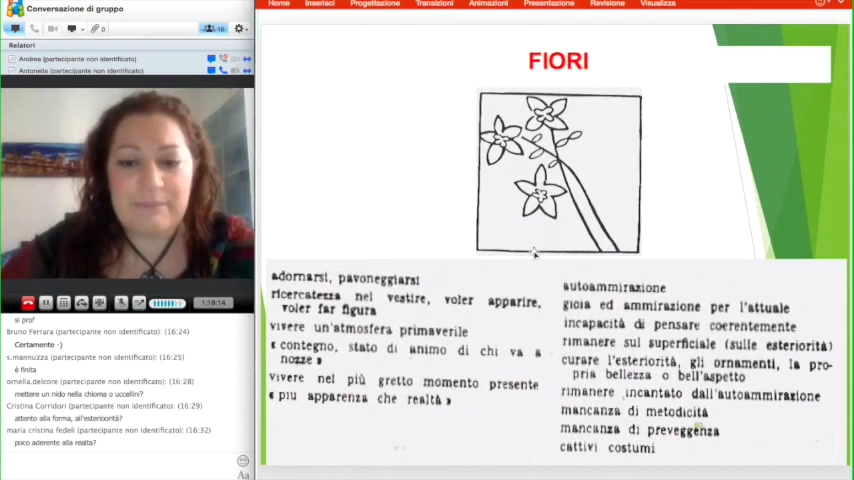 Conversazione di gruppo
0
16
Relatori
Andrea (partecipante non identificato)
Antonella (partecipante non identificato)
1:18:14
si prof
Bruno Ferrara (partecipante non identificato): (16:24)
Certamente -)
s.mannuzza (partecipante non identificato): (16:25)
è finita
ornella.delcore (partecipante non identificato): (16:28)
mettere un nido nella chioma o uccellini?
Cristina Corridori (partecipante non identificato): (16:29)
attento alla forma, all'esterioorità?
maria cristina fedeli (partecipante non identificato): (16:32)
poco aderente alla realta?
Aa
Home Inserisci Progettazione Transizioni Animazioni Presentazione Revisione Visualizza
FIORI
adornarsi, pavoneggiarsi
ricercatezza nel vestire, voler apparire,
voler far figura
vivere un'atmosfera primaverile
« contegno, stato di animo di chi va a
nozze »
vivere nel più gretto momento presente
« più apparenza che realtà »
autoammirazione
gioia ed ammirazione per l'attuale
incapacità di pensare coerentemente
rimanere sul superficiale (sulle esteriorità)
curare l'esteriorità, gli ornamenti, la pro-
pria bellezza o bell'aspetto
rimanere incantato dall'autoammirazione
mancanza di metodicità
mancanza di preveggenza
cattivi costumi